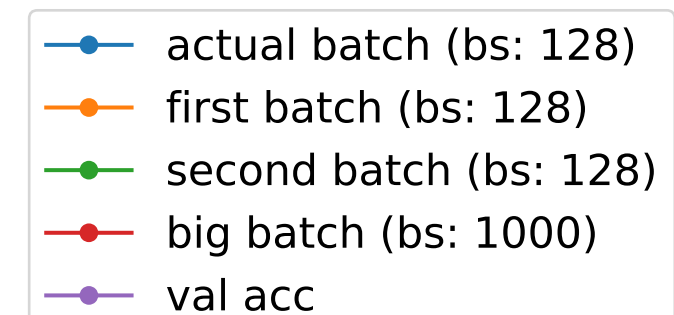 actual batch (bs: 128)
first batch (bs: 128)
second batch (bs: 128)
big batch (bs: 1000)
val acc